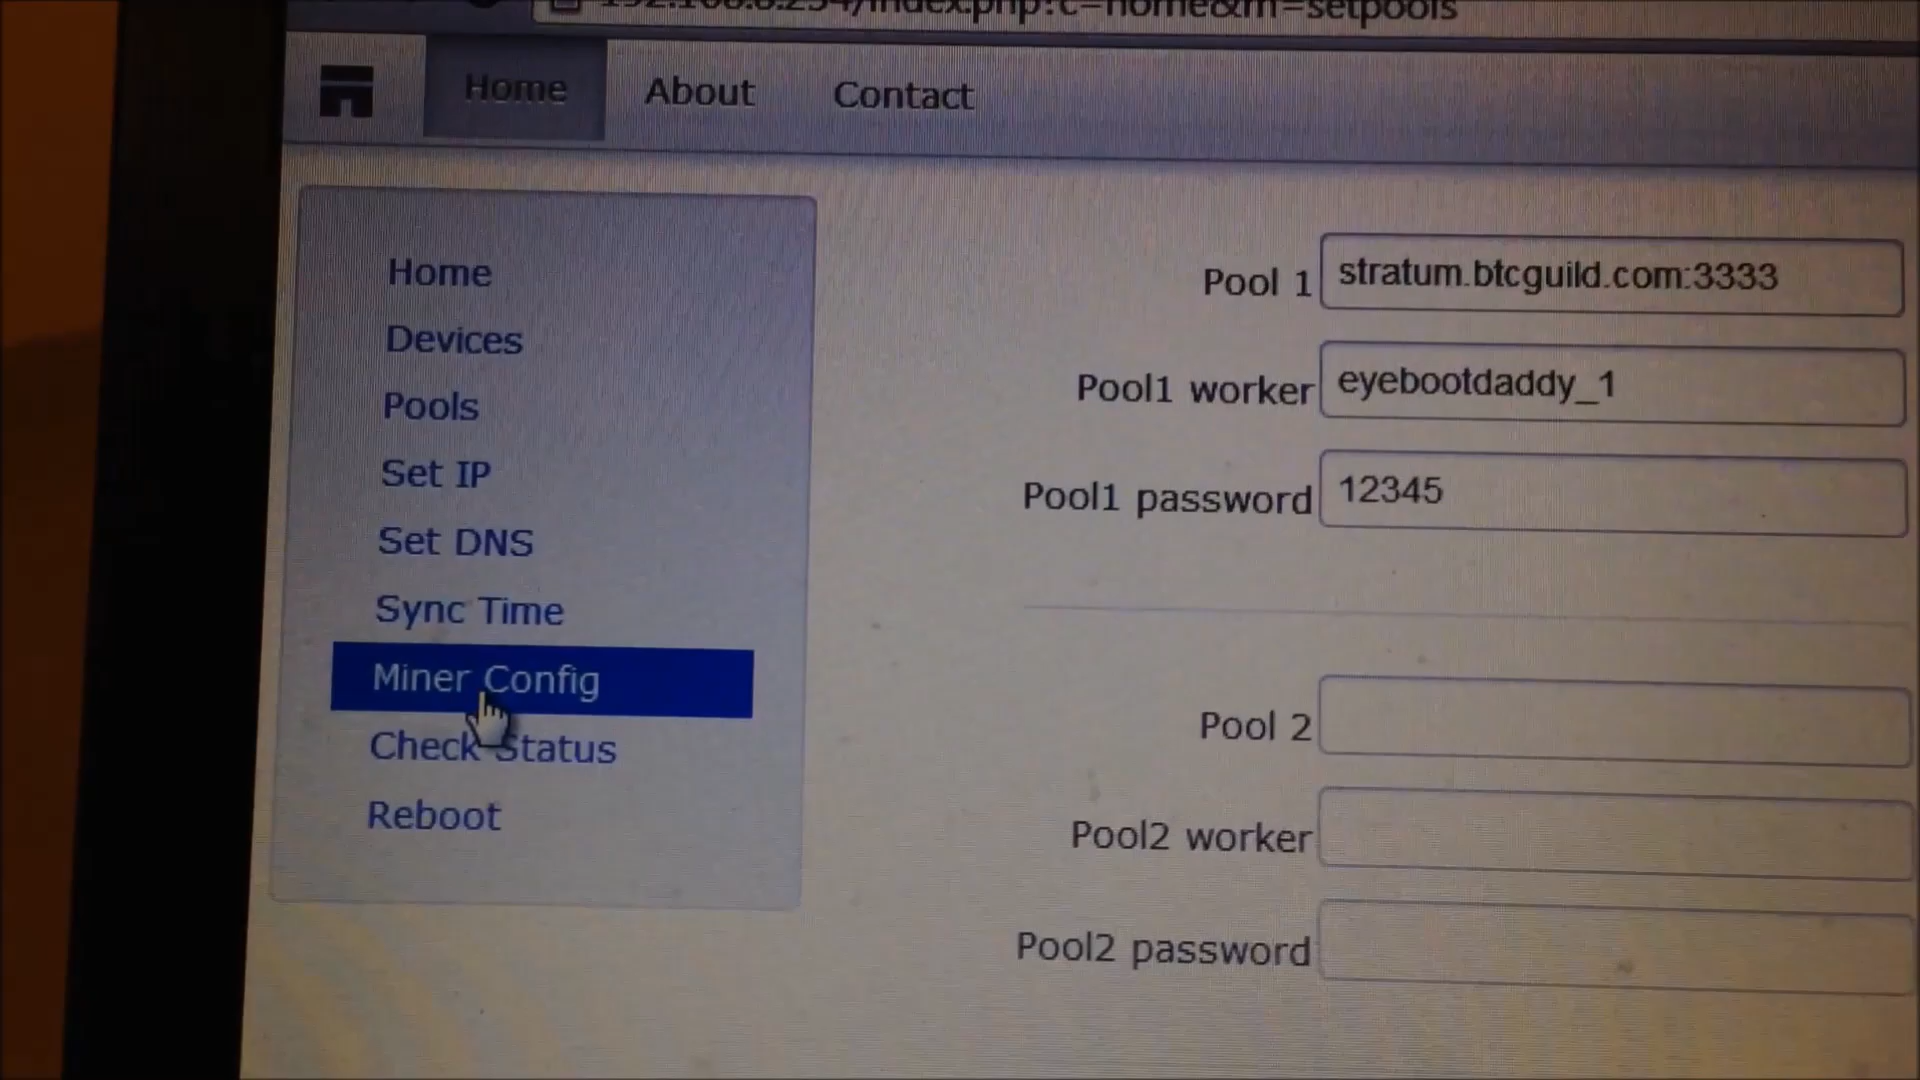 Home About Contact
Home
Devices
Pools
Set IP
Set DNS
Sync Time
Miner Config
Check Status
Reboot
Pool 1 stratum.btcguild.com:3333
Pool1 worker eyebootdaddy_1
Pool1 password 12345
Pool 2
Pool2 worker
Pool2 password